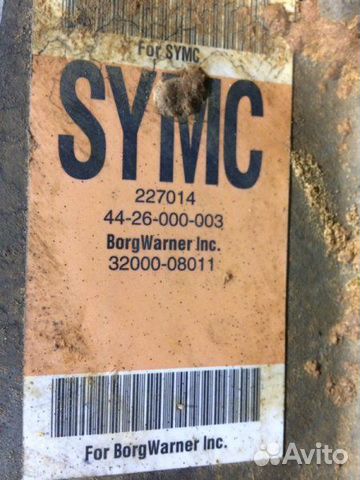 For SYMC
SYMC
227014
44-26-000-003
BorgWarner Inc.
32000-08011
For BorgWarner Inc.
Avito